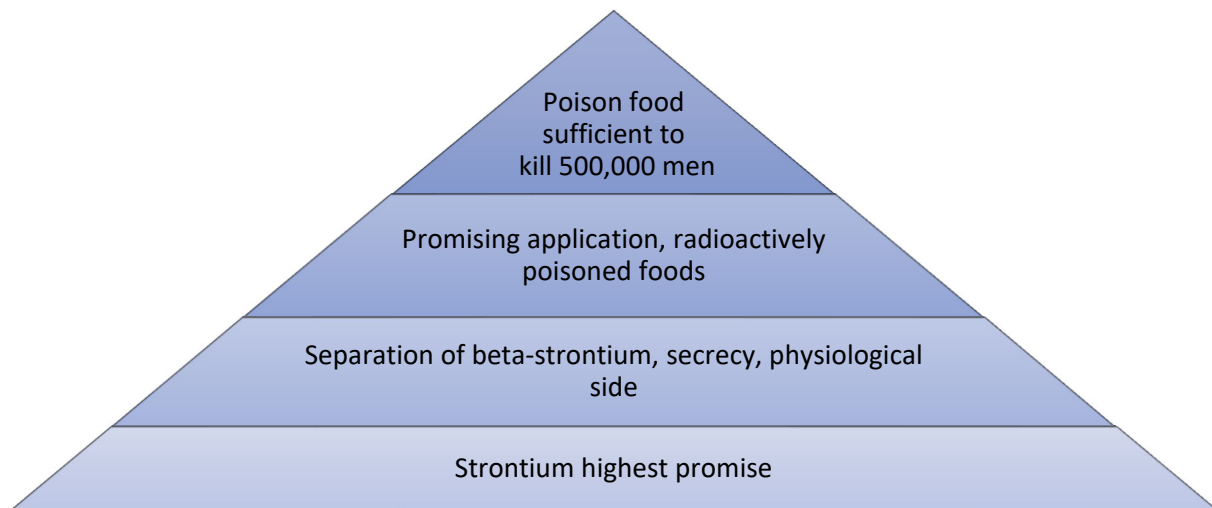 Poison food
sufficient to
kill 500,000 men
Promising application, radioactively
poisoned foods
Separation of beta-strontium, secrecy, physiological
side
Strontium highest promise